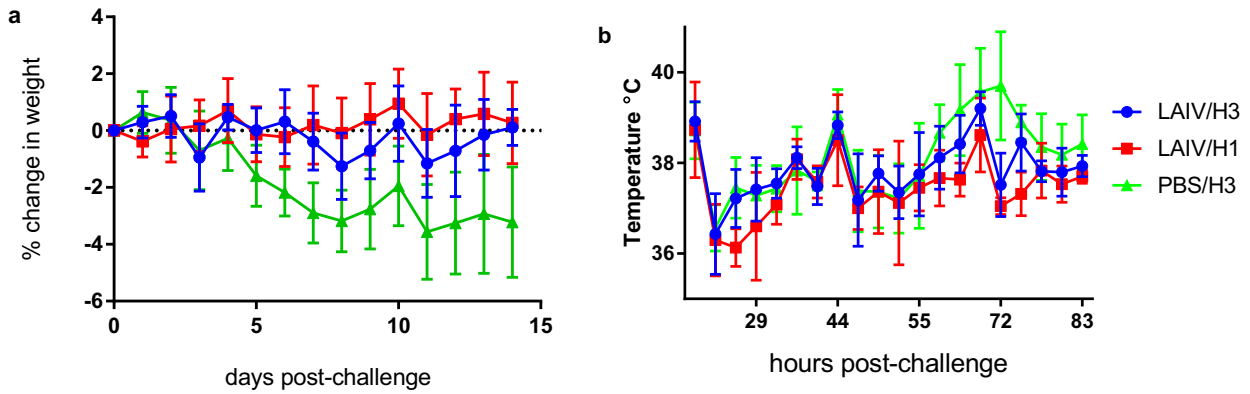 a
% change in weight
4
2
0
-2
-4
-6
0
5
10
15
days post-challenge
b
Temperature °C
40
38
36
29
44
55
72
83
hours post-challenge
LAIV/H3
LAIV/H1
PBS/H3